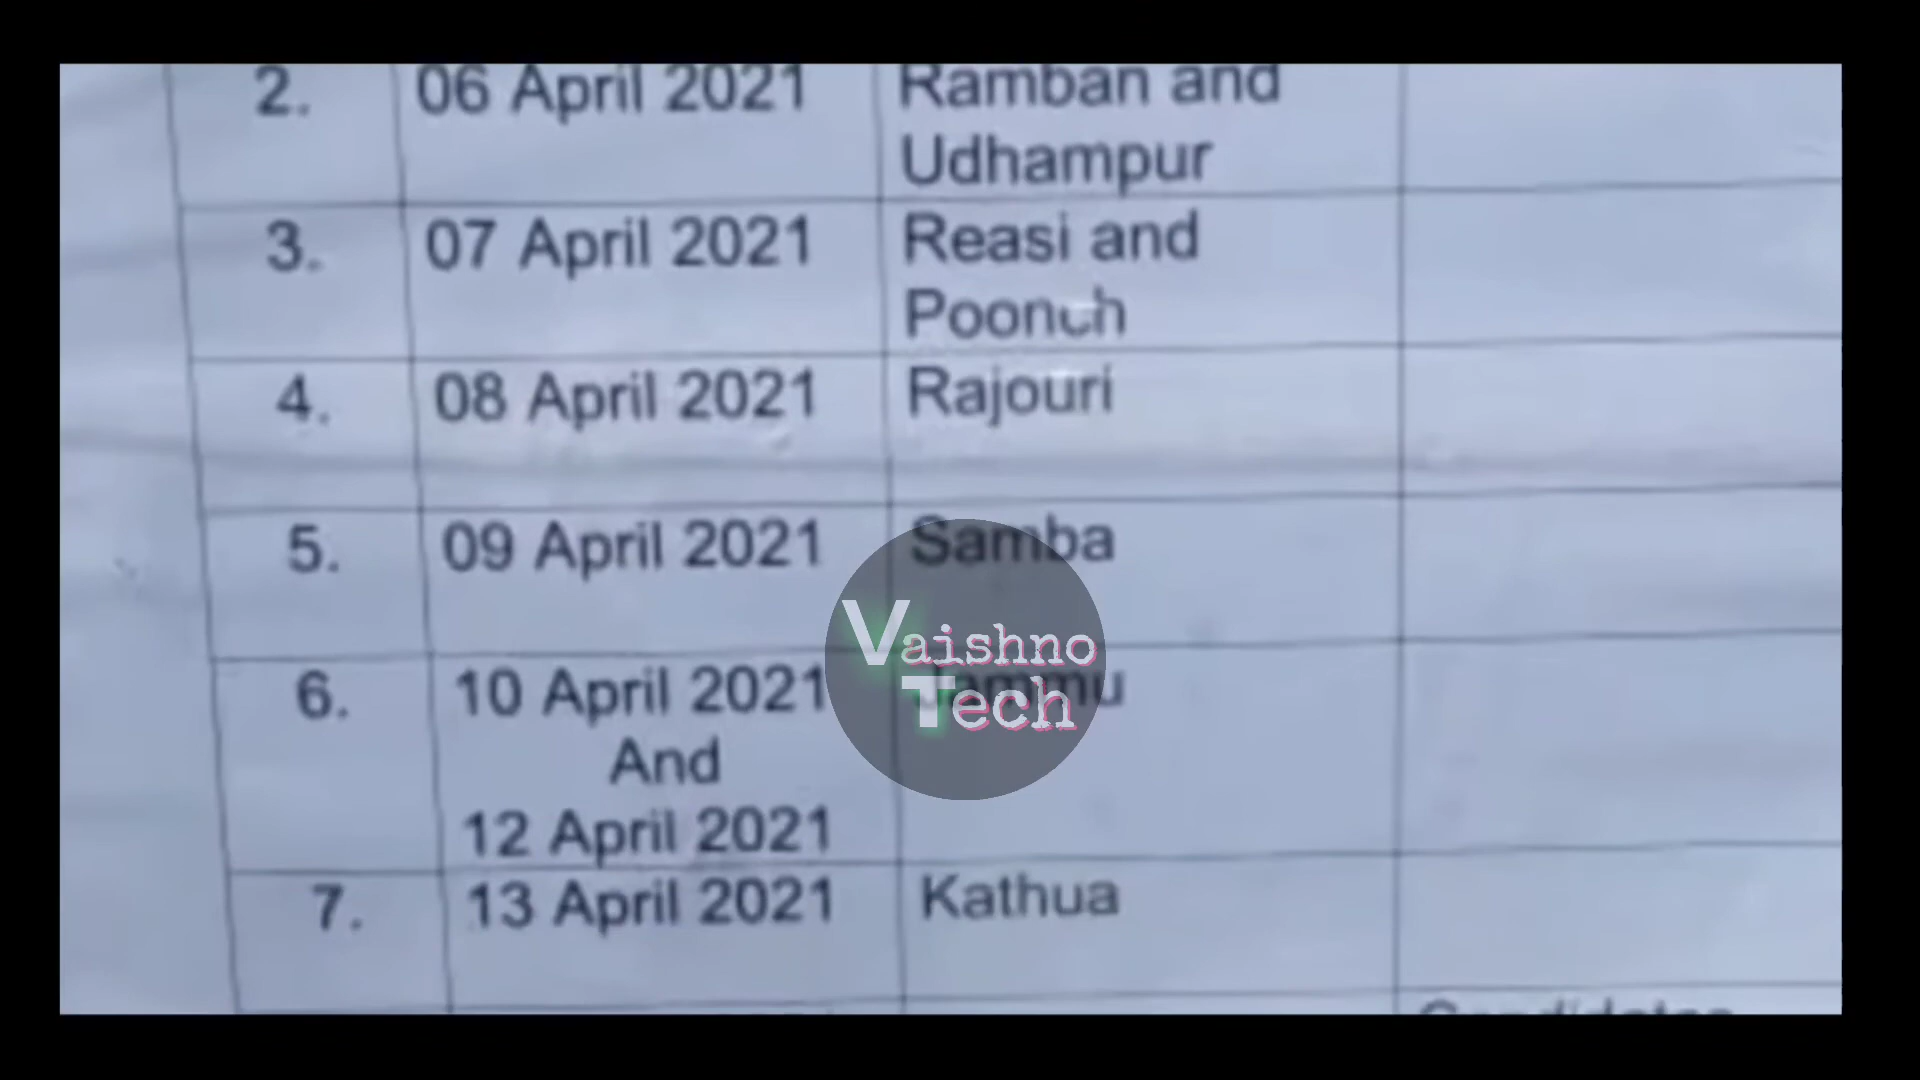 2. 06 April 2021 Ramban and
Udhampur
3. 07 April 2021 Reasi and
Poonch
4. 08 April 2021 Rajouri
5. 09 April 2021 Samba
6. 10 April 2021 Jammu
And
12 April 2021
7. 13 April 2021 Kathua
Candidates
Vaishno
Tech